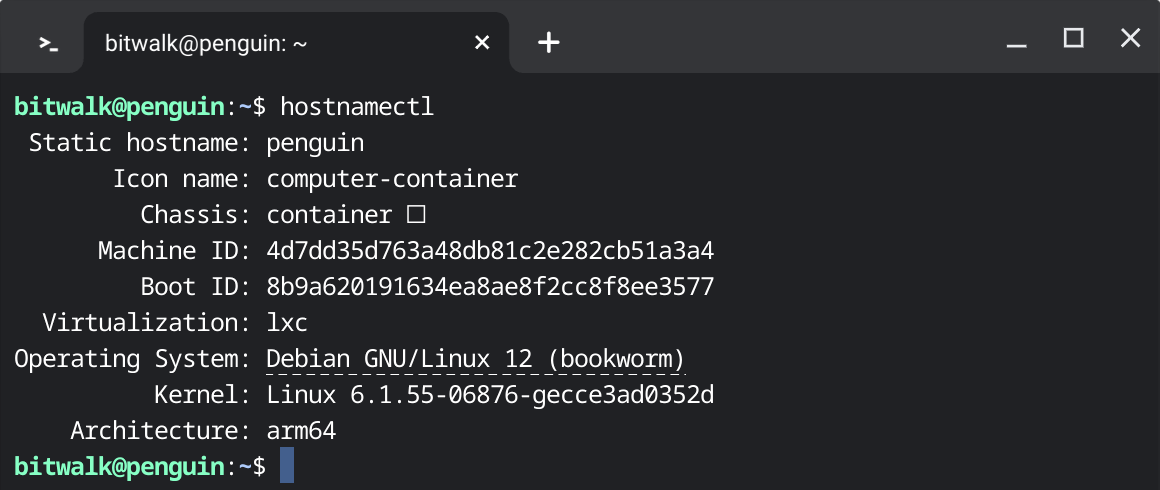 bitwalk@penguin: ~
bitwalk@penguin:~$ hostnamectl
Static hostname: penguin
Icon name: computer-container
Chassis: container □
Machine ID: 4d7dd35d763a48db81c2e282cb51a3a4
Boot ID: 8b9a620191634ea8ae8f2cc8f8ee3577
Virtualization: lxc
Operating System: Debian GNU/Linux 12 (bookworm)
Kernel: Linux 6.1.55-06876-gecce3ad0352d
Architecture: arm64
bitwalk@penguin:~$